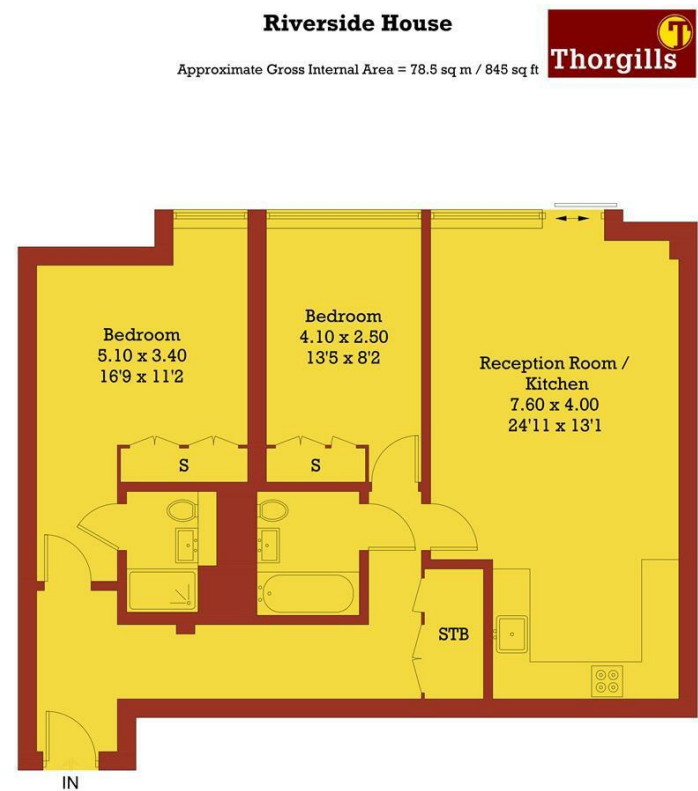 Riverside House
Approximate Gross Internal Area = 78.5 sq m / 845 sq ft
T
Thorgills
Bedroom
5.10 x 3.40
16'9 x 11'2
Bedroom
4.10 x 2.50
13'5 x 8'2
Reception Room /
Kitchen
7.60 x 4.00
24'11 x 13'1
S
S
STB
IN